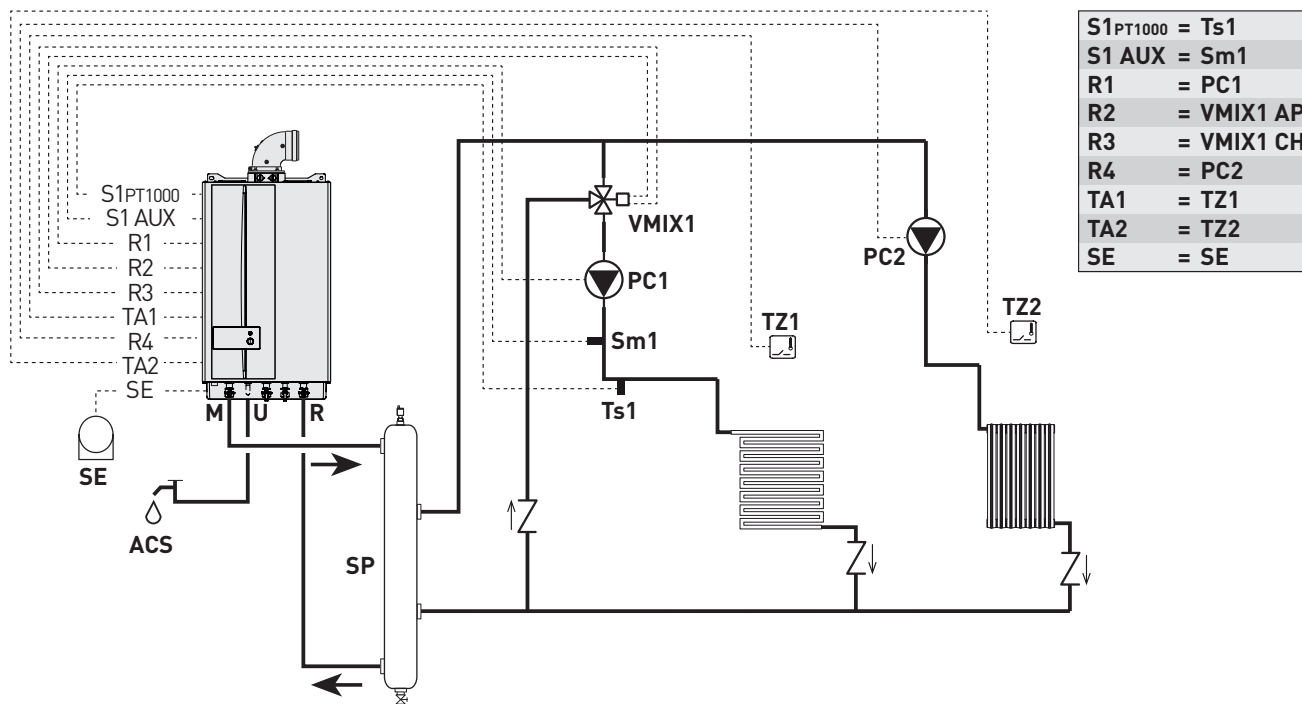 S1PT1000 = Ts1
S1 AUX = Sm1
R1 = PC1
R2 = VMIX1 AP
R3 = VMIX1 CH
R4 = PC2
TA1 = TZ1
TA2 = TZ2
SE = SE
S1PT1000
S1 AUX
R1
R2
R3
TA1
R4
TA2
SE
M U R
SE
ACS
SP
VMIX1
PC1
Sm1
Ts1
TZ1
PC2
TZ2